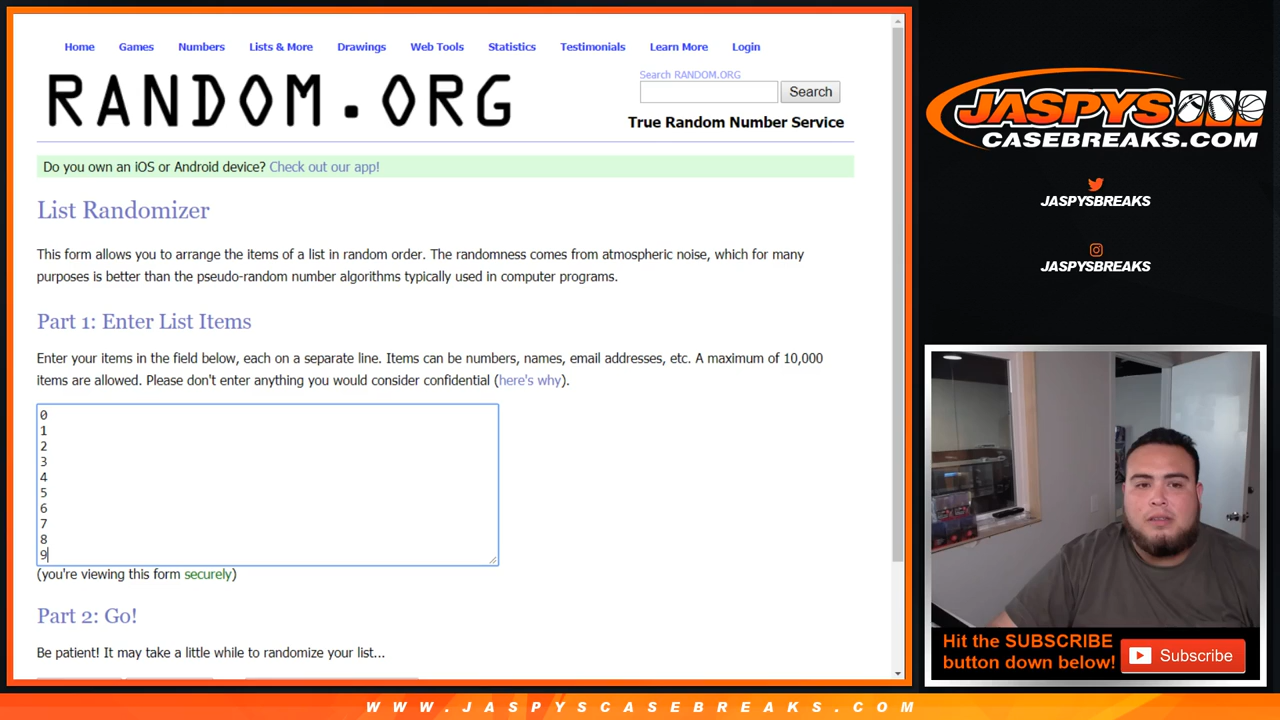 Home Games Numbers Lists & More Drawings Web Tools Statistics Testimonials Learn More Login
RANDOM.ORG
Search RANDOM.ORG
Search
True Random Number Service
Do you own an iOS or Android device? Check out our app!
List Randomizer
This form allows you to arrange the items of a list in random order. The randomness comes from atmospheric noise, which for many
purposes is better than the pseudo-random number algorithms typically used in computer programs.
Part 1: Enter List Items
Enter your items in the field below, each on a separate line. Items can be numbers, names, email addresses, etc. A maximum of 10,000
items are allowed. Please don't enter anything you would consider confidential (here's why).
0
1
2
3
4
5
6
7
8
9
(you're viewing this form securely)
Part 2: Go!
Be patient! It may take a little while to randomize your list...
JASPYS
CASEBREAKS.COM
JASPYSBREAKS
JASPYSBREAKS
Hit the SUBSCRIBE
button down below!
Subscribe
WWW.JASPYSCASEBREAKS.COM